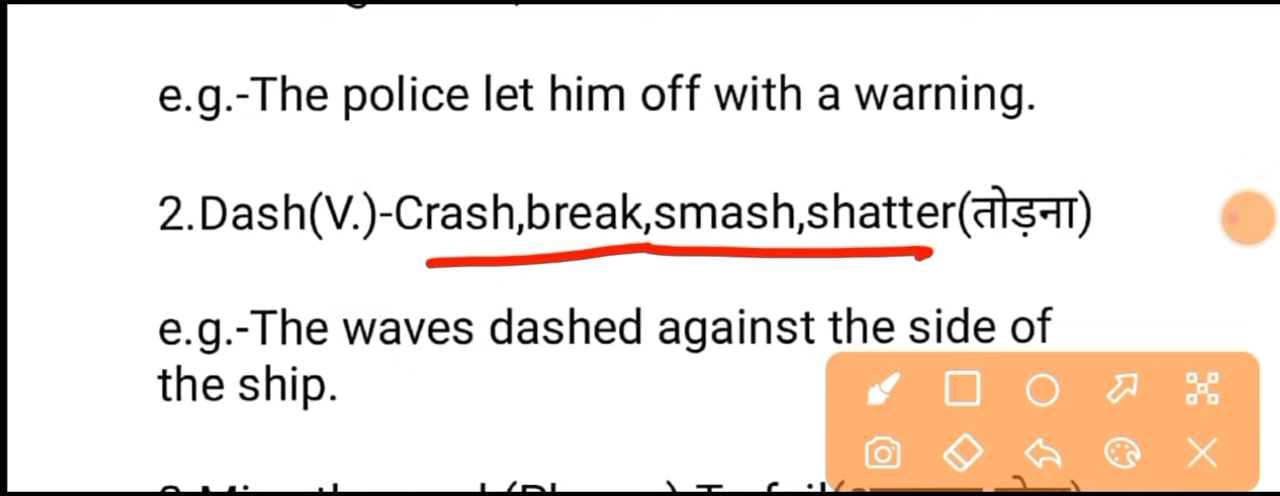 e.g.-The police let him off with a warning.
2.Dash(V.)-Crash,break,smash,shatter(तोड़ना)
e.g.-The waves dashed against the side of
the ship.